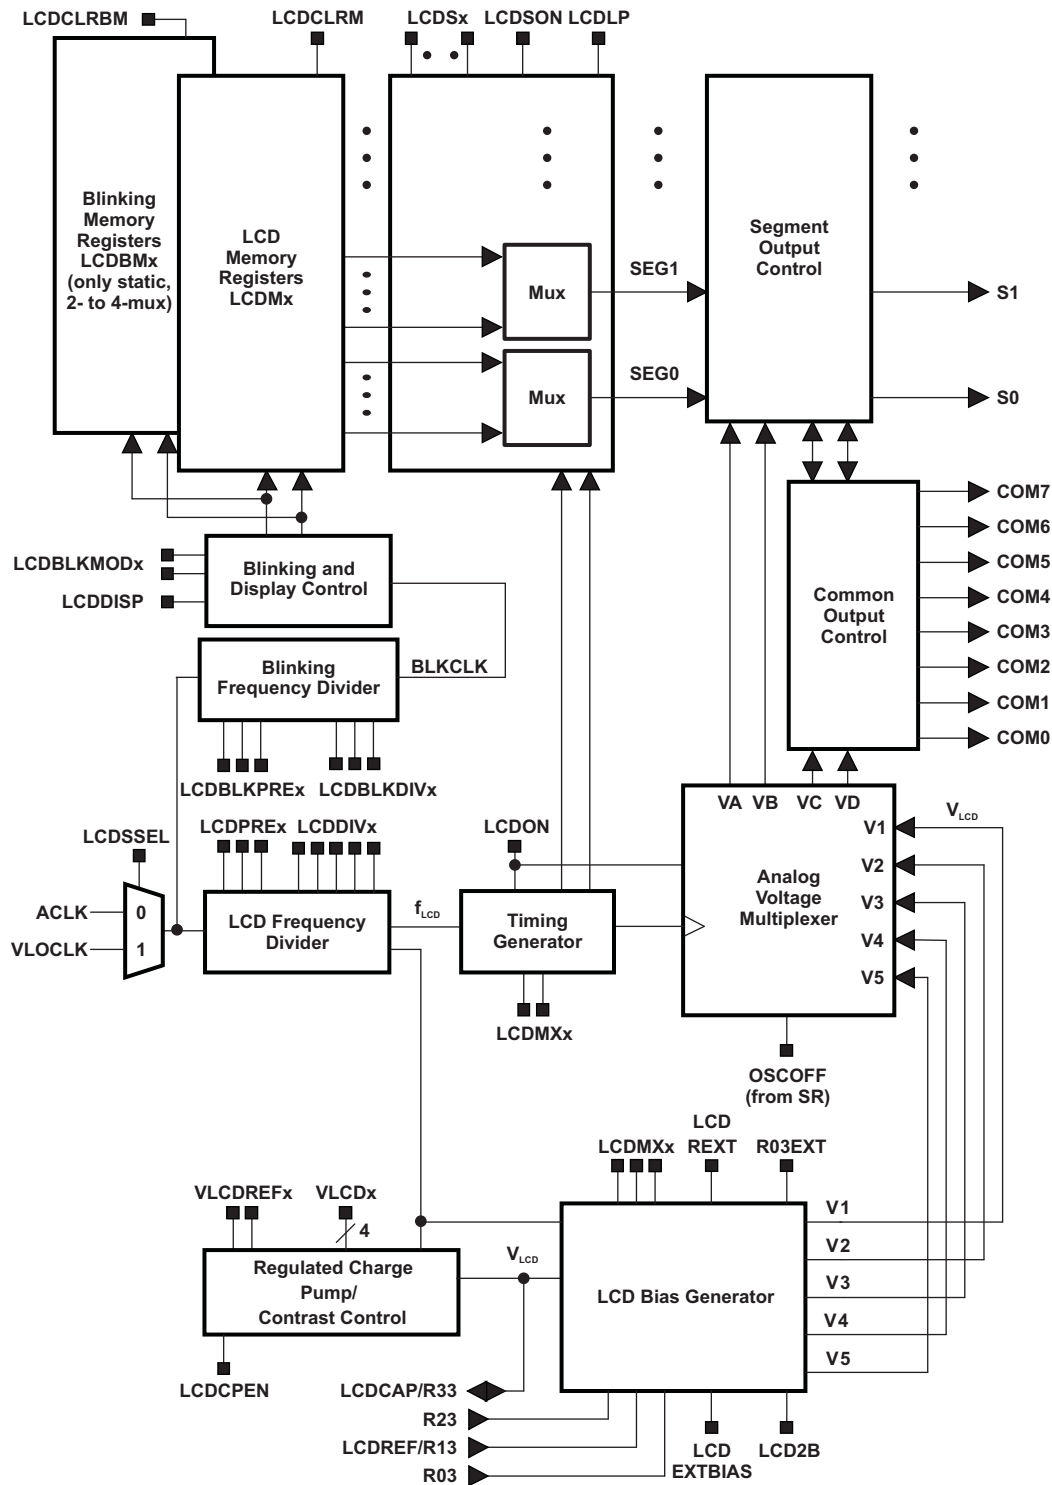 LCDCLRBM
LCDCLRM
LCDSx
LCDSON
LCDLP
Blinking
Memory
Registers
LCDBMx
(only static,
2- to 4-mux)
LCD
Memory
Registers
LCDMx
Mux
Mux
SEG1
SEG0
Segment
Output
Control
S1
S0
LCDBLKMODx
LCDDISP
Blinking and
Display Control
Blinking
Frequency Divider
BLKCLK
LCDBLKPREx
LCDBLKDIVx
Common
Output
Control
COM7
COM6
COM5
COM4
COM3
COM2
COM1
COM0
LCDSSEL
ACLK
VLOCLK
0
1
LCDPREx
LCDDIVx
LCD Frequency
Divider
fLCD
LCDON
Timing
Generator
LCDMXx
VA
VB
VC
VD
Analog
Voltage
Multiplexer
V1
V2
V3
V4
V5
VLCD
OSCOFF
(from SR)
VLCDREFx
VLCDx
4
Regulated Charge
Pump/
Contrast Control
LCDCPEN
VLCD
LCDMXx
LCD
REXT
R03EXT
LCD Bias Generator
V1
V2
V3
V4
V5
LCDCAP/R33
R23
LCDREF/R13
R03
LCD
EXTBIAS
LCD2B